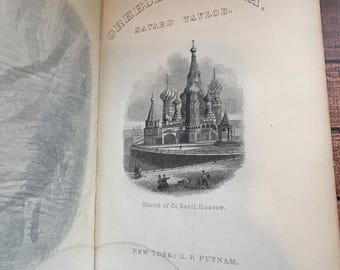 BAYARD TAYLOR.
Church of St. Basil, Moscow.
NEW YORK: G. P. PUTNAM.